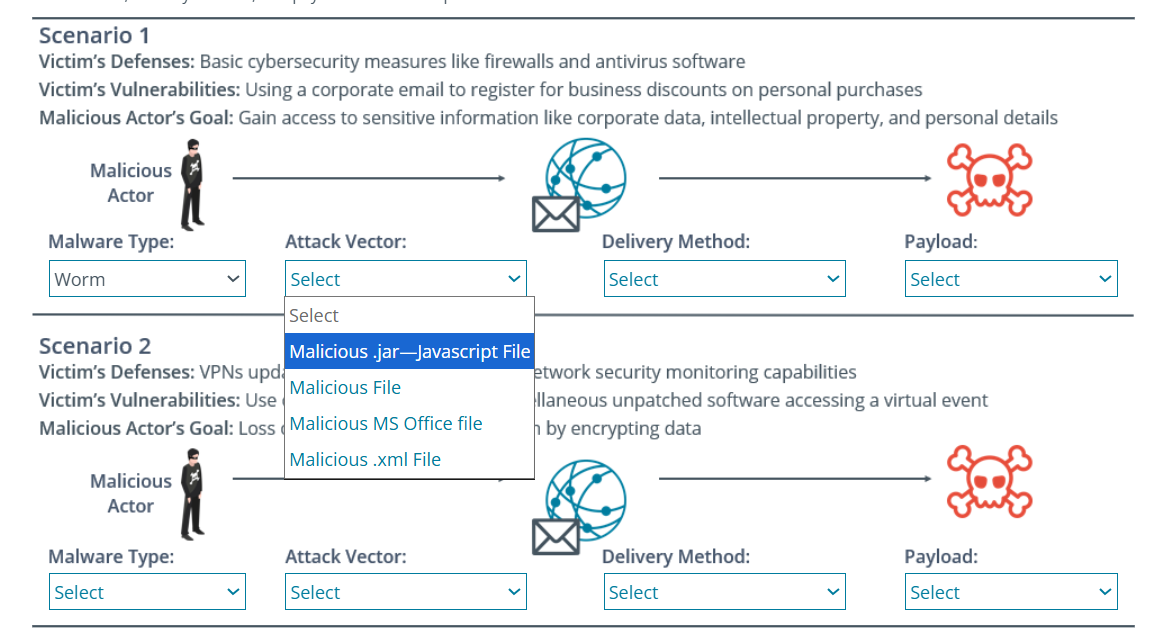 Scenario 1
Victim's Defenses: Basic cybersecurity measures like firewalls and antivirus software
Victim's Vulnerabilities: Using a corporate email to register for business discounts on personal purchases
Malicious Actor's Goal: Gain access to sensitive information like corporate data, intellectual property, and personal details
Malicious
Actor
Malware Type: Attack Vector: Delivery Method: Payload:
Worm Select Select Select
Select
Malicious .jar—Javascript File
Malicious File
Malicious MS Office file
Malicious .xml File
Scenario 2
Victim's Defenses: VPNs network security monitoring capabilities
Victim's Vulnerabilities: Use unpatched software accessing a virtual event
Malicious Actor's Goal: Loss by encrypting data
Malicious
Actor
Malware Type: Attack Vector: Delivery Method: Payload:
Select Select Select Select